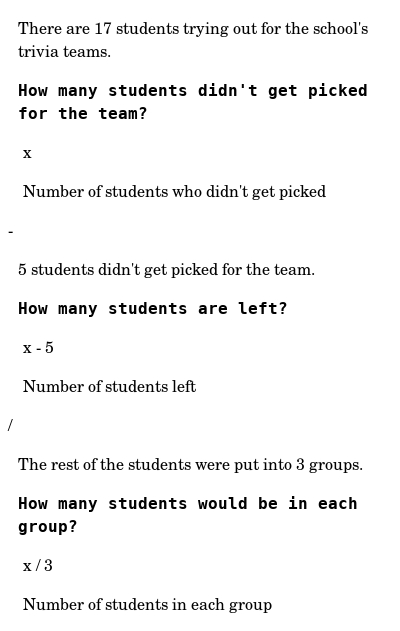 There are 17 students trying out for the school's
trivia teams.
How many students didn't get picked
for the team?
x
Number of students who didn't get picked
-
5 students didn't get picked for the team.
How many students are left?
x - 5
Number of students left
/
The rest of the students were put into 3 groups.
How many students would be in each
group?
x / 3
Number of students in each group